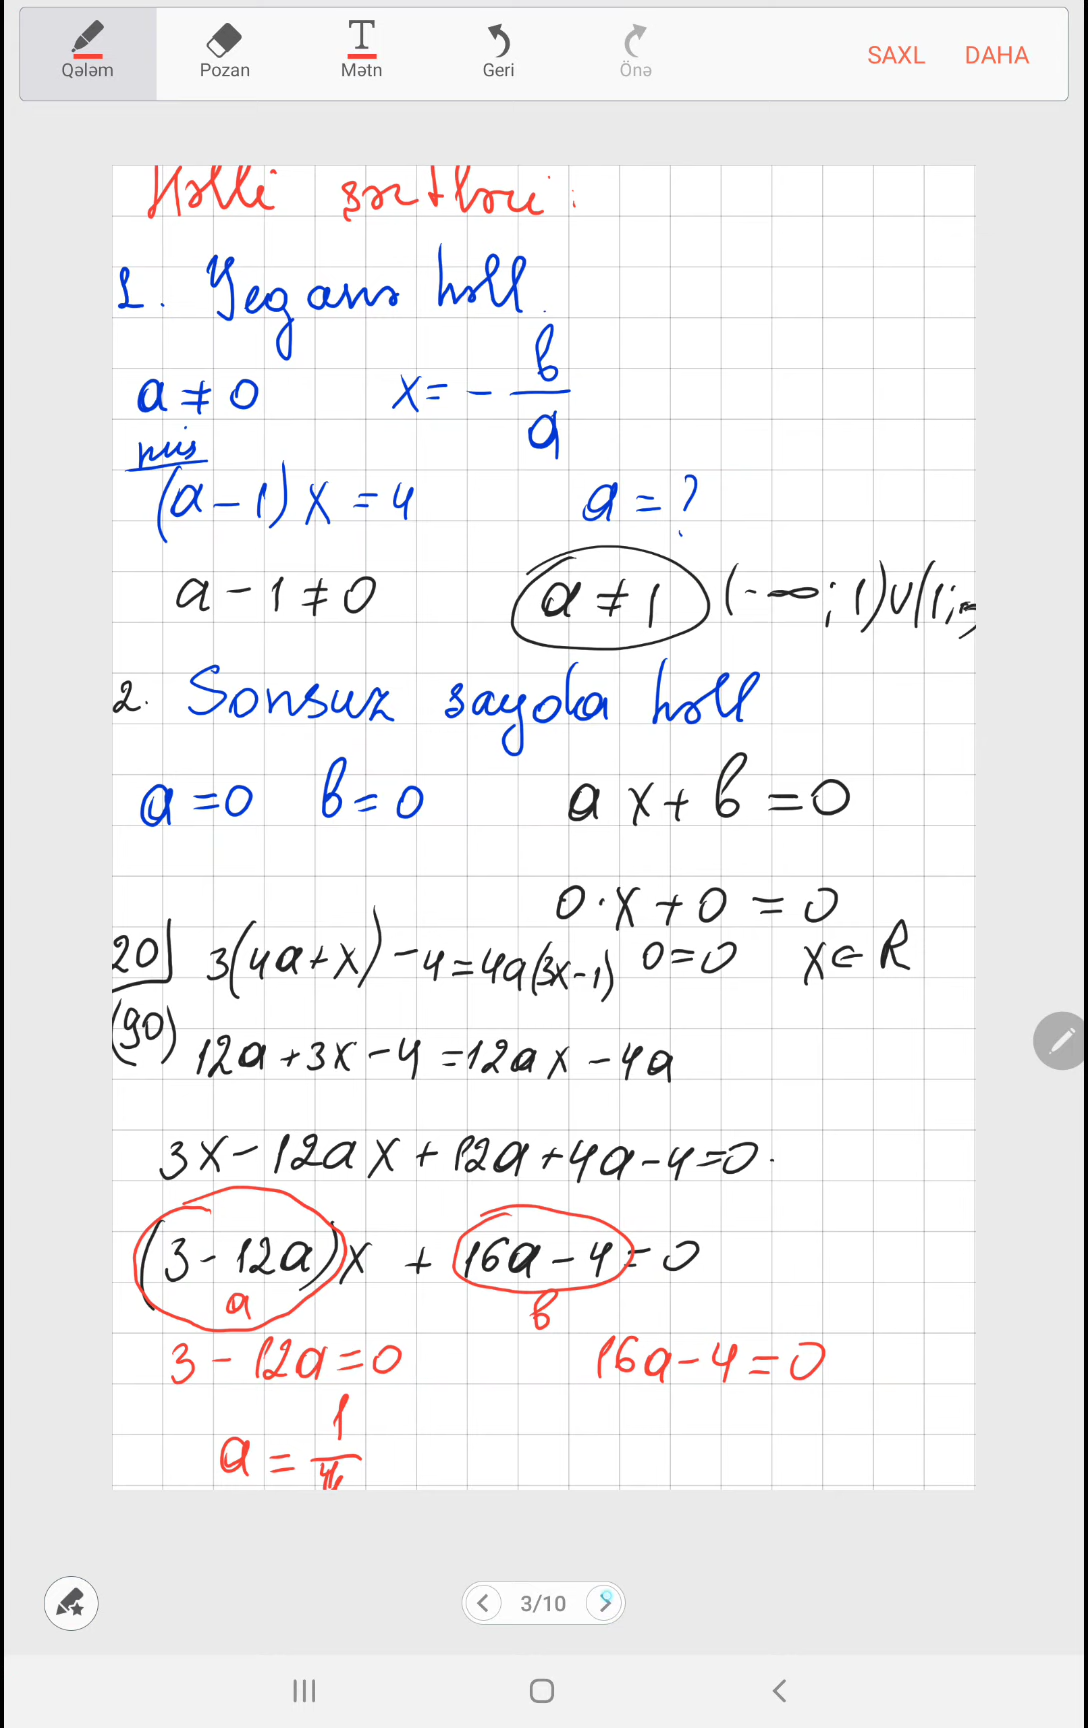 Qələm Pozan Mətn Geri Önə SAXL DAHA
Həlli şərtləri:
1. Yeganə həll.
a ≠ 0 x = - b/a
mis
(a-1)x = 4 a = ?
a - 1 ≠ 0 a ≠ 1 (-∞; 1)∪(1;
2. Sonsuz sayda həll
a = 0 b = 0 ax + b = 0
0·x + 0 = 0
20) 3(4a+x) - 4 = 4a(3x-1) 0 = 0 x∈R
(90) 12a + 3x - 4 = 12ax - 4a
3x - 12ax + 12a + 4a - 4 = 0.
(3 - 12a)x + 16a - 4 = 0
a b
3 - 12a = 0 16a - 4 = 0
a = 1/4
3/10